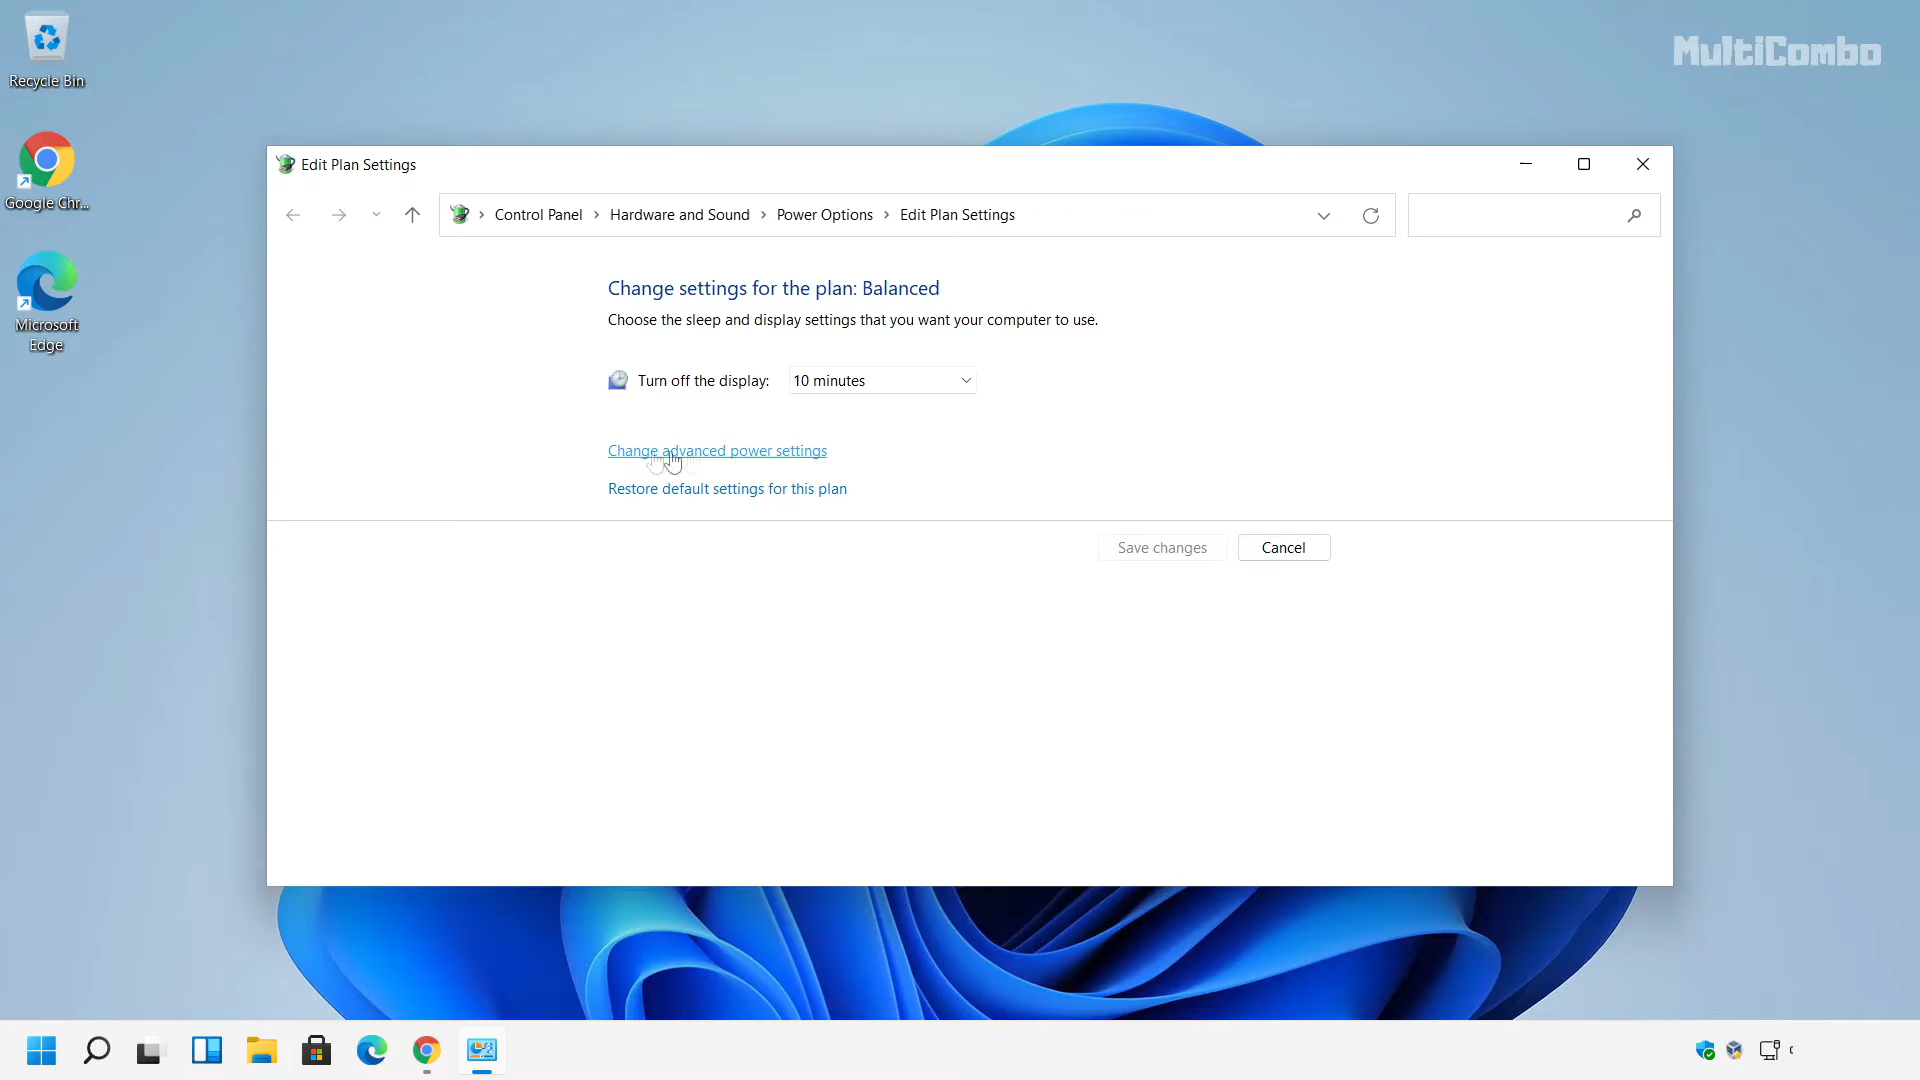 Recycle Bin
MultiCombo
Google Chr...
Microsoft
Edge
Edit Plan Settings
Control Panel
Hardware and Sound
Power Options
Edit Plan Settings
Change settings for the plan: Balanced
Choose the sleep and display settings that you want your computer to use.
Turn off the display: 10 minutes
Change advanced power settings
Restore default settings for this plan
Save changes
Cancel